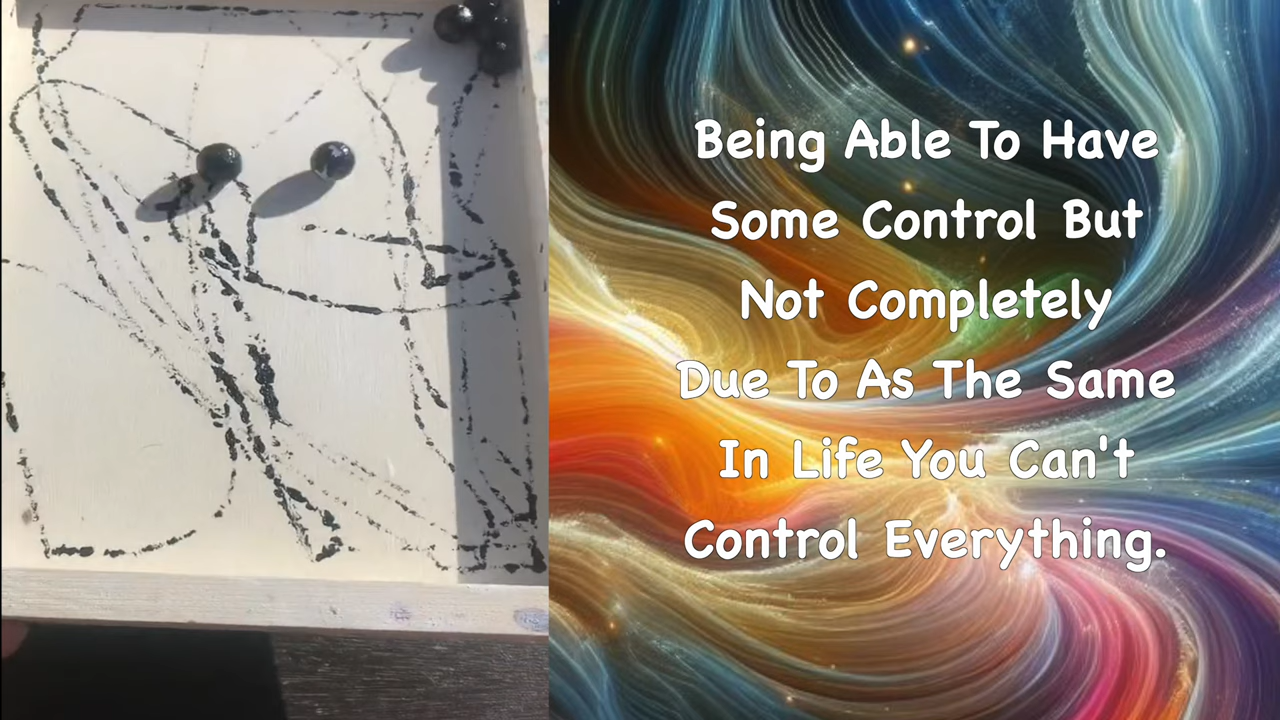 Being Able To Have
Some Control But
Not Completely
Due To As The Same
In Life You Can't
Control Everything.